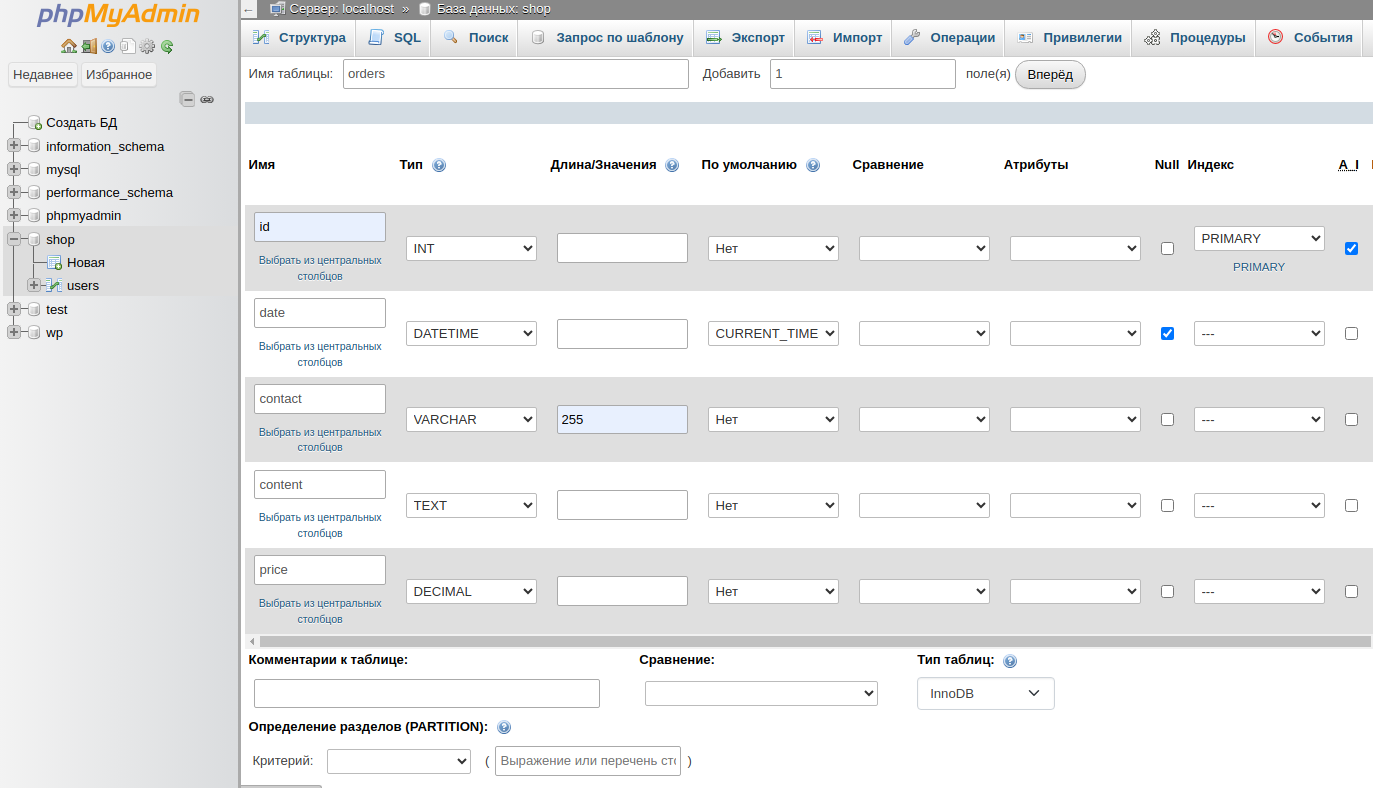 phpMyAdmin
Недавнее Избранное
Создать БД
information_schema
mysql
performance_schema
phpmyadmin
shop
Новая
users
test
wp
← Сервер: localhost » База данных: shop
Структура SQL Поиск Запрос по шаблону Экспорт Импорт Операции Привилегии Процедуры События
Имя таблицы: orders Добавить 1 поле(я) Вперёд
Имя Тип Длина/Значения По умолчанию Сравнение Атрибуты Null Индекс A_I
id INT Нет PRIMARY
Выбрать из центральных столбцов PRIMARY
date DATETIME CURRENT_TIME ---
Выбрать из центральных столбцов
contact VARCHAR 255 Нет ---
Выбрать из центральных столбцов
content TEXT Нет ---
Выбрать из центральных столбцов
price DECIMAL Нет ---
Выбрать из центральных столбцов
Комментарии к таблице: Сравнение: Тип таблиц:
InnoDB
Определение разделов (PARTITION):
Критерий: ( Выражение или перечень сто )